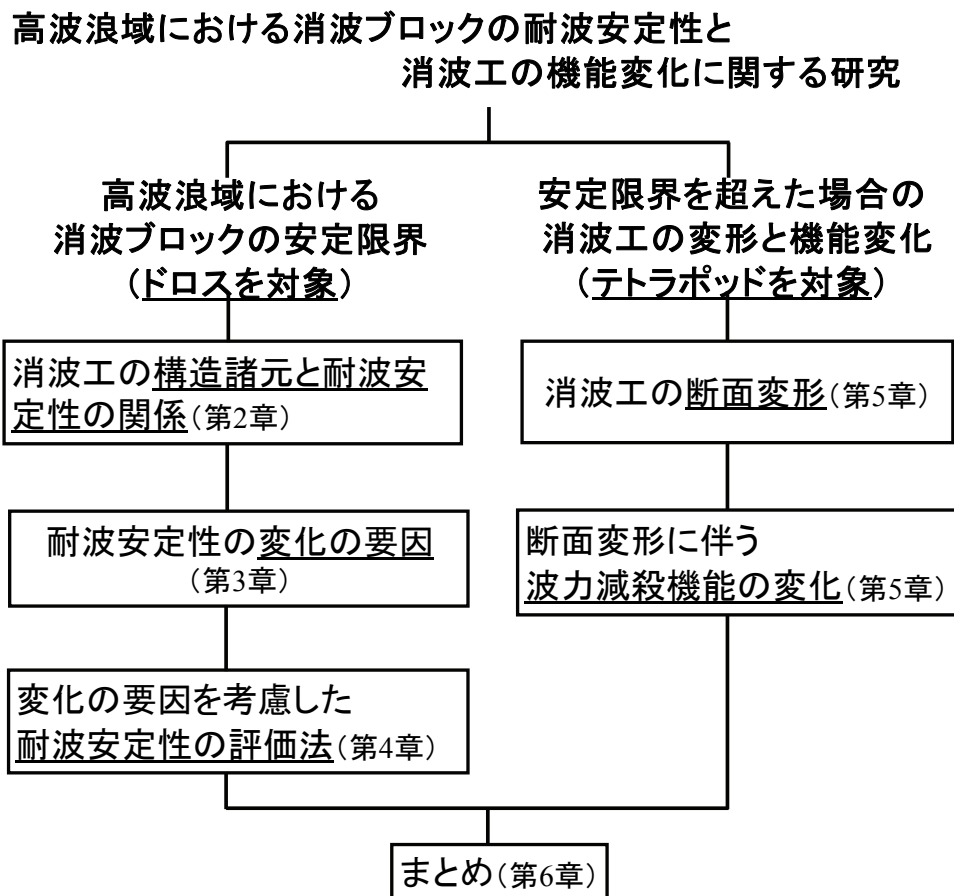 高波浪域における消波ブロックの耐波安定性と
消波工の機能変化に関する研究
高波浪域における
消波ブロックの安定限界
(ドロスを対象)
消波工の構造諸元と耐波安
定性の関係(第2章)
耐波安定性の変化の要因
(第3章)
変化の要因を考慮した
耐波安定性の評価法(第4章)
安定限界を超えた場合の
消波工の変形と機能変化
(テトラポッドを対象)
消波工の断面変形(第5章)
断面変形に伴う
波力減殺機能の変化(第5章)
まとめ(第6章)